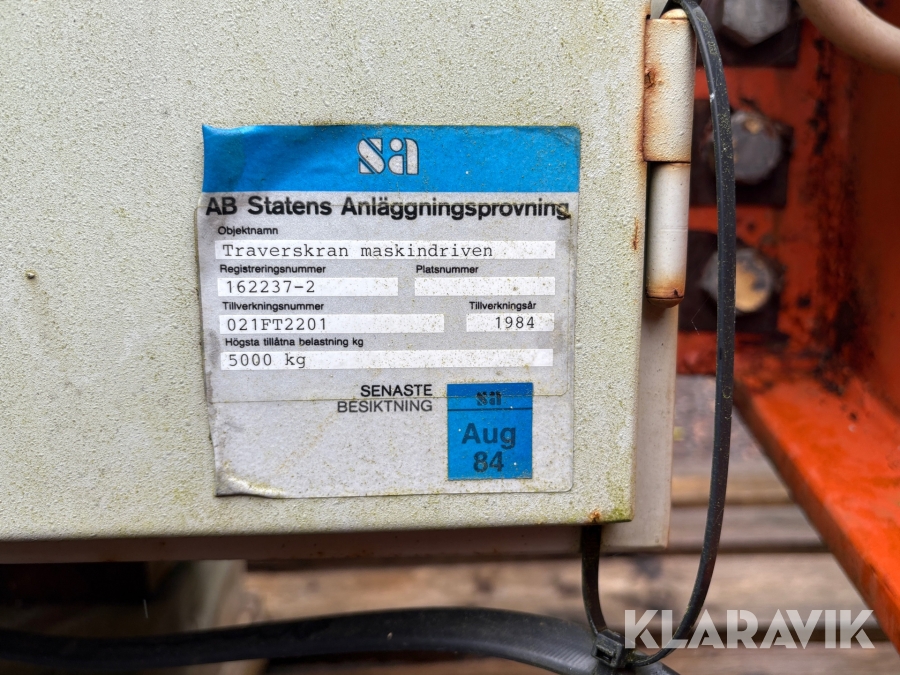 sa
AB Statens Anläggningsprovning
Objektnamn
Traverskran maskindriven
Registreringsnummer Platsnummer
162237-2
Tillverkningsnummer Tillverkningsår
021FT2201 1984
Högsta tillåtna belastning kg
5000 kg
SENASTE
BESIKTNING
sa
Aug
84
KLARAVIK